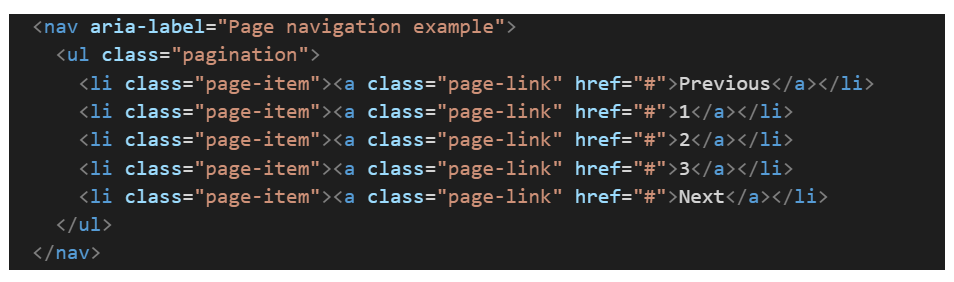 <nav aria-label="Page navigation example">
  <ul class="pagination">
    <li class="page-item"><a class="page-link" href="#">Previous</a></li>
    <li class="page-item"><a class="page-link" href="#">1</a></li>
    <li class="page-item"><a class="page-link" href="#">2</a></li>
    <li class="page-item"><a class="page-link" href="#">3</a></li>
    <li class="page-item"><a class="page-link" href="#">Next</a></li>
  </ul>
</nav>